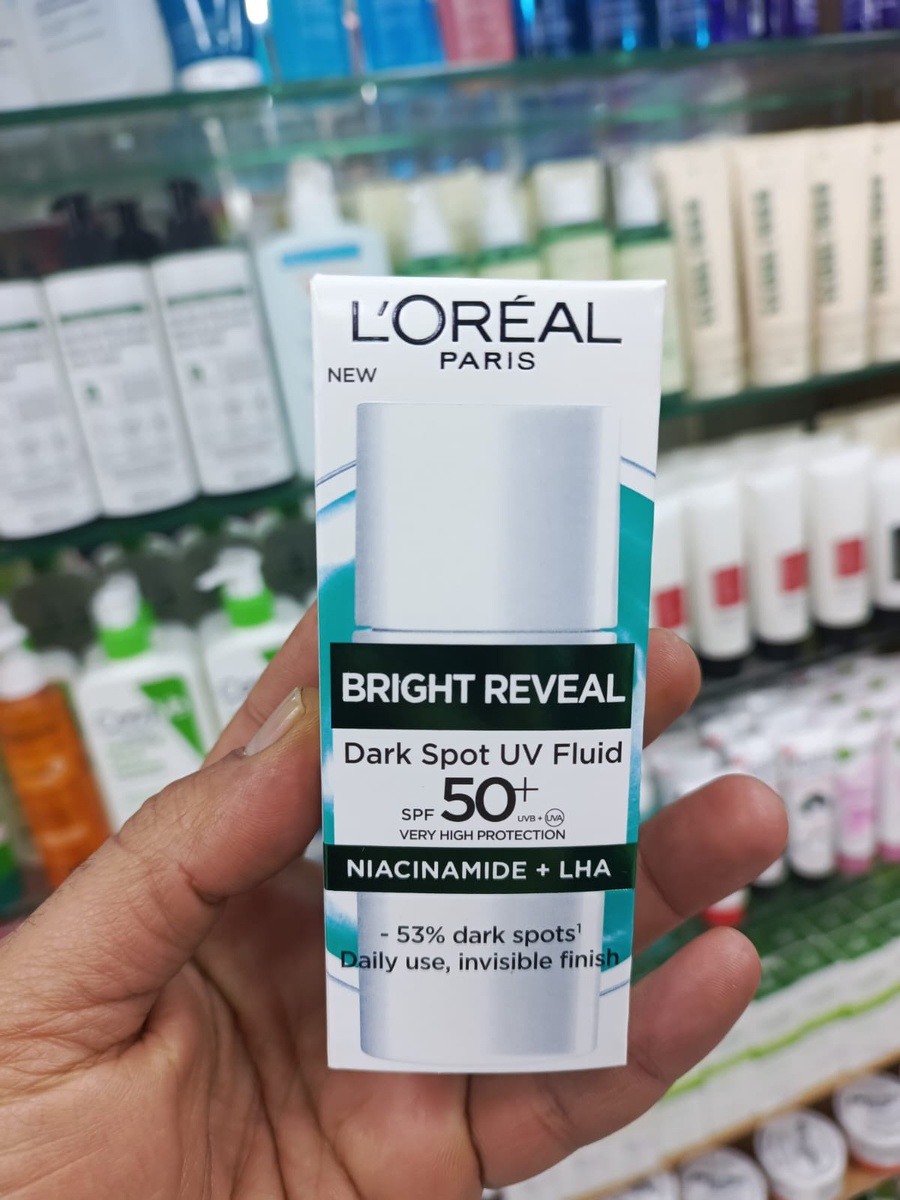 L'ORÉAL
PARIS
NEW
BRIGHT REVEAL
Dark Spot UV Fluid
SPF 50+ UVB + UVA
VERY HIGH PROTECTION
NIACINAMIDE + LHA
- 53% dark spots¹
Daily use, invisible finish